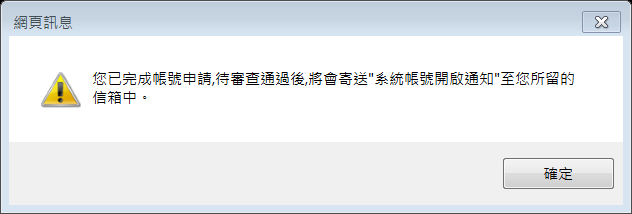 網頁訊息
您已完成帳號申請,待審查通過後,將會寄送"系統帳號開啟通知"至您所留的
信箱中。
確定